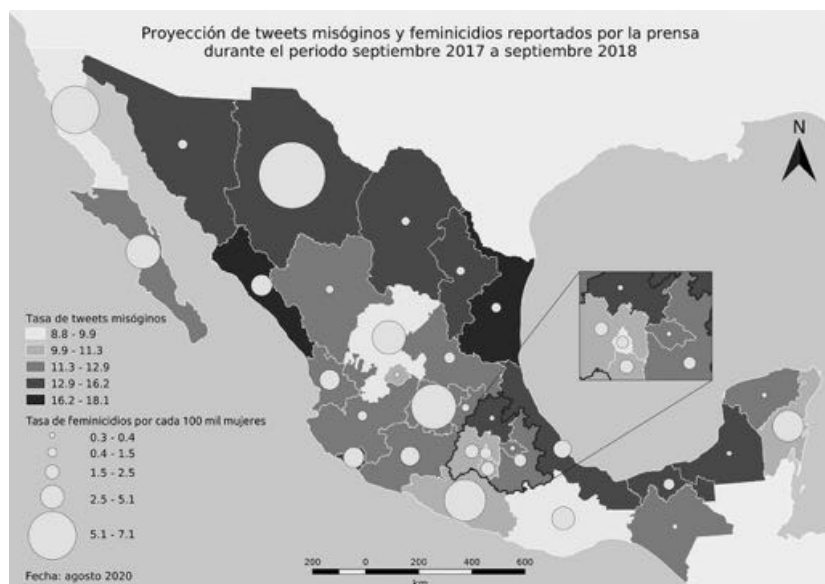 Proyección de tweets misóginos y feminicidios reportados por la prensa
durante el periodo septiembre 2017 a septiembre 2018
N
Tasa de tweets misóginos
8.8 - 9.9
9.9 - 11.3
11.3 - 12.9
12.9 - 16.2
16.2 - 18.1
Tasa de feminicidios por cada 100 mil mujeres
0.3 - 0.4
0.4 - 1.5
1.5 - 2.5
2.5 - 5.1
5.1 - 7.1
Fecha: agosto 2020
200 0 200 400 600
km